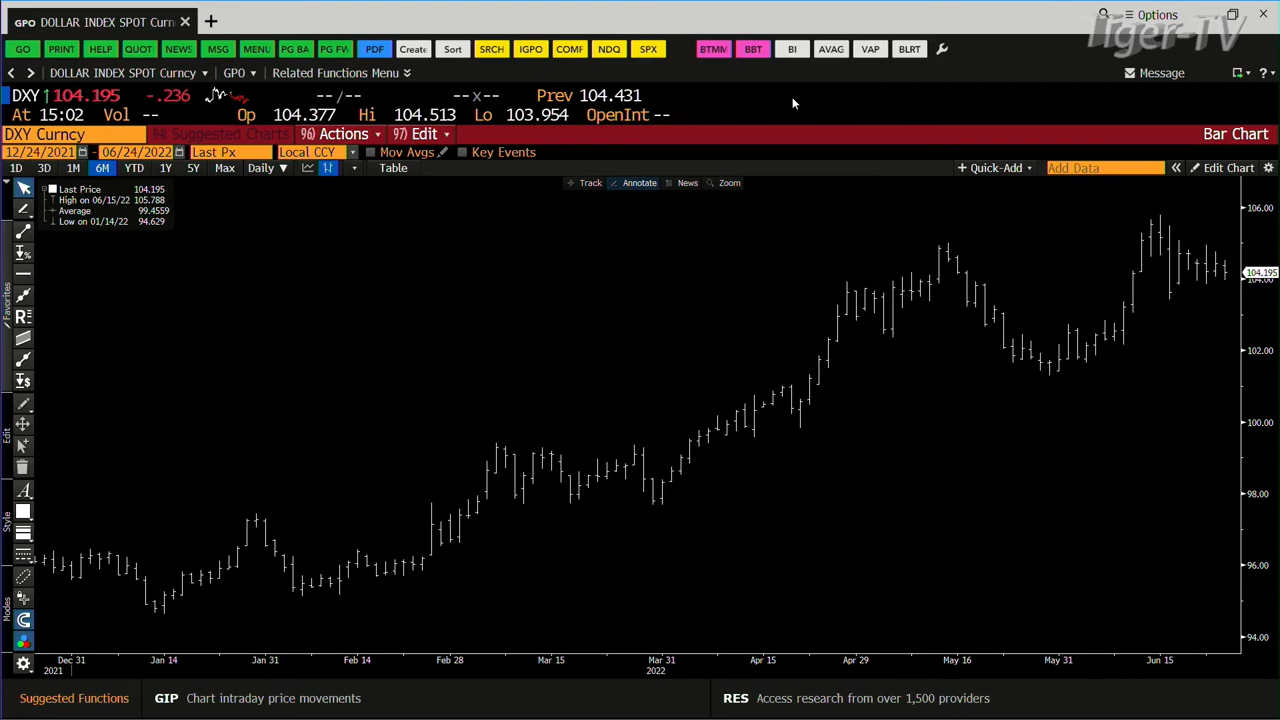 GPO DOLLAR INDEX SPOT Curn
Options
Tiger-TV
GO PRINT HELP QUOT NEWS MSG MENU PG BA PG FW PDF Create Sort SRCH IGPO COMF NDQ SPX BTMM BBT BI AVAG VAP BLRT
DOLLAR INDEX SPOT Curncy GPO Related Functions Menu Message ?
DXY ↑104.195 -.236 --/-- --x-- Prev 104.431
At 15:02 Vol -- Op 104.377 Hi 104.513 Lo 103.954 OpenInt --
DXY Curncy 94) Suggested Charts 96) Actions 97) Edit Bar Chart
12/24/2021 06/24/2022 Last Px Local CCY Mov Avgs Key Events
1D 3D 1M 6M YTD 1Y 5Y Max Daily ▼ Table + Quick-Add Add Data « Edit Chart
Track Annotate News Zoom
Last Price 104.195
High on 06/15/22 105.788
Average 99.4559
Low on 01/14/22 94.629
106.00
104.195
104.00
102.00
100.00
98.00
96.00
94.00
Favorites
Edit
Style
Modes
Dec 31 Jan 14 Jan 31 Feb 14 Feb 28 Mar 15 Mar 31 Apr 15 Apr 29 May 16 May 31 Jun 15
2021 2022
Suggested Functions GIP Chart intraday price movements RES Access research from over 1,500 providers